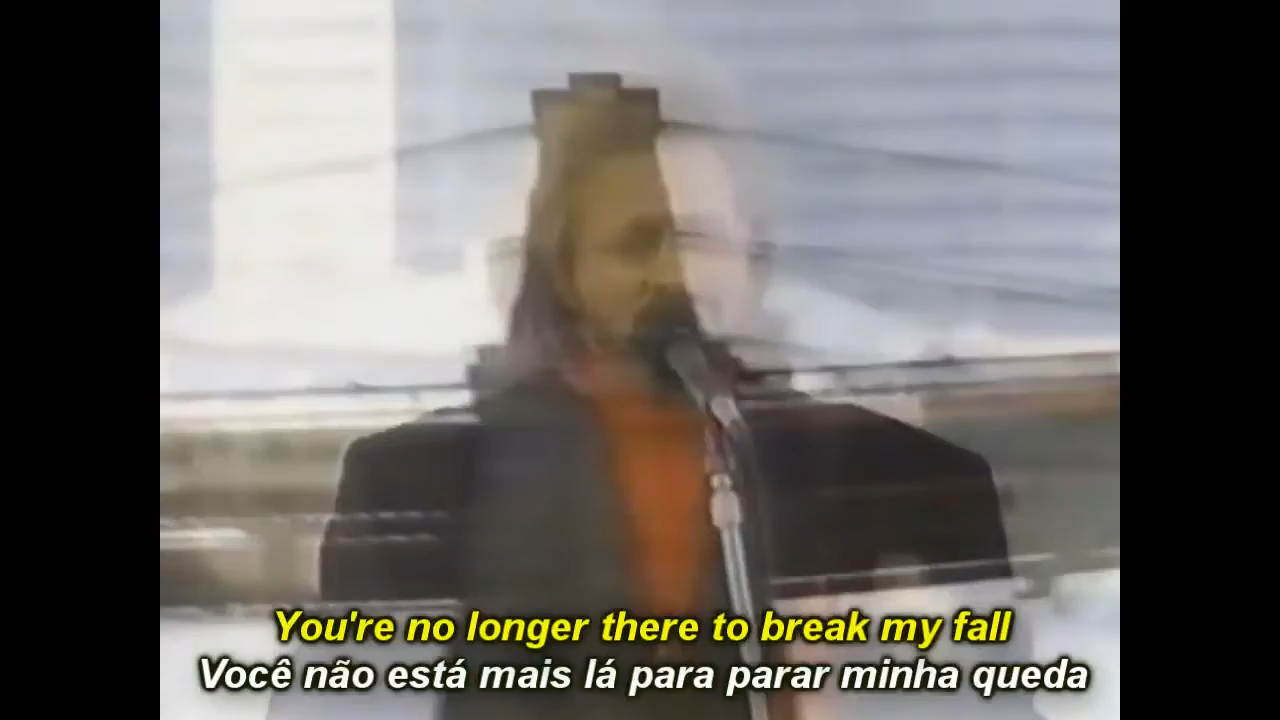 You're no longer there to break my fall
Você não está mais lá para parar minha queda